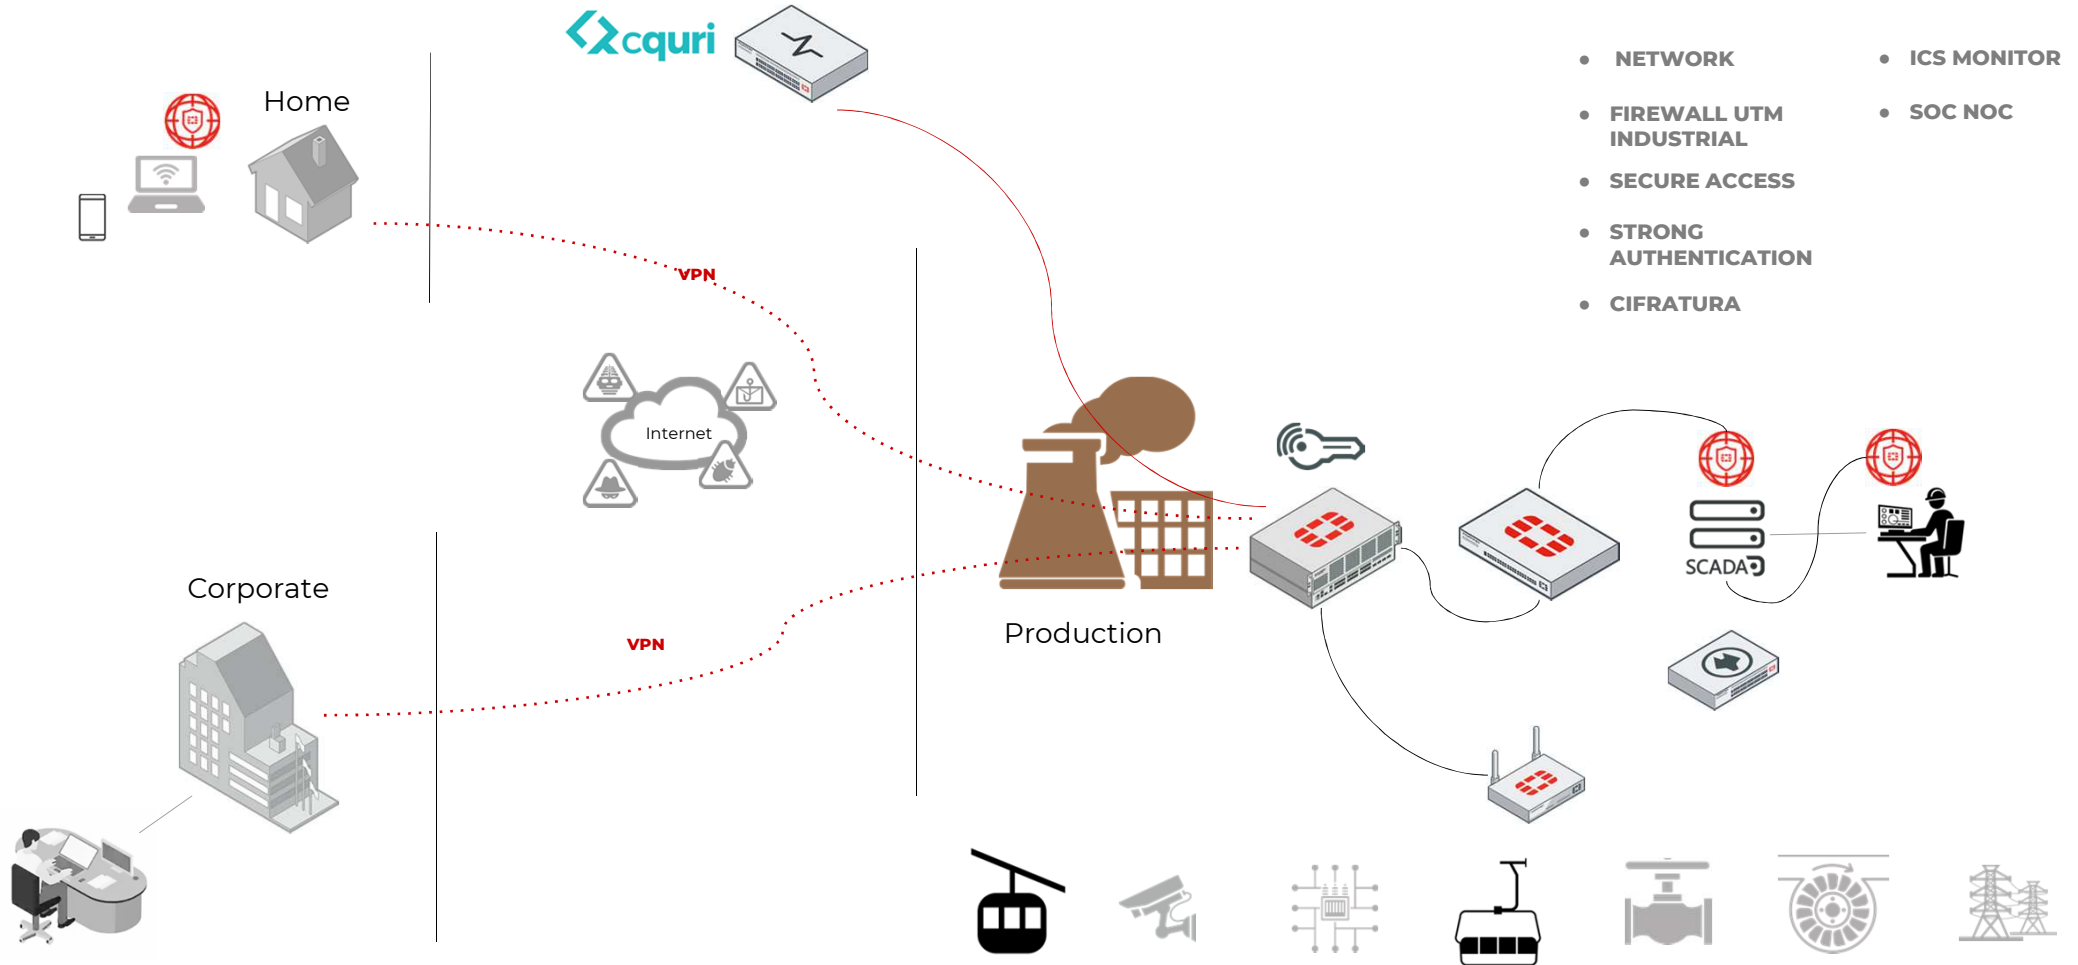 cquri
Home
VPN
Internet
Corporate
VPN
Production
SCADA
NETWORK
FIREWALL UTM
INDUSTRIAL
SECURE ACCESS
STRONG
AUTHENTICATION
CIFRATURA
ICS MONITOR
SOC NOC